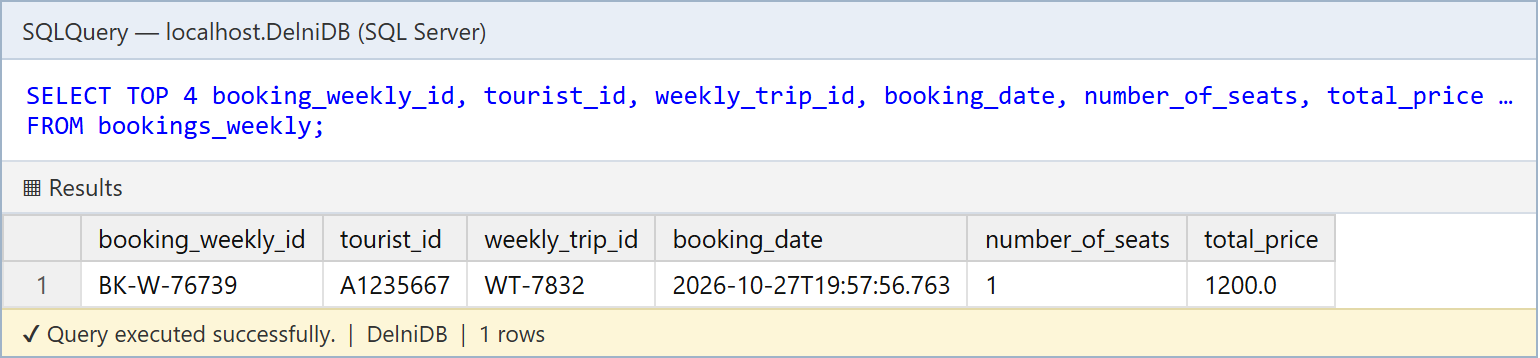 SQLQuery — localhost.DelniDB (SQL Server)
SELECT TOP 4 booking_weekly_id, tourist_id, weekly_trip_id, booking_date, number_of_seats, total_price …
FROM bookings_weekly;
▦ Results
booking_weekly_id tourist_id weekly_trip_id booking_date number_of_seats total_price
1 BK-W-76739 A1235667 WT-7832 2026-10-27T19:57:56.763 1 1200.0
✔ Query executed successfully. | DelniDB | 1 rows